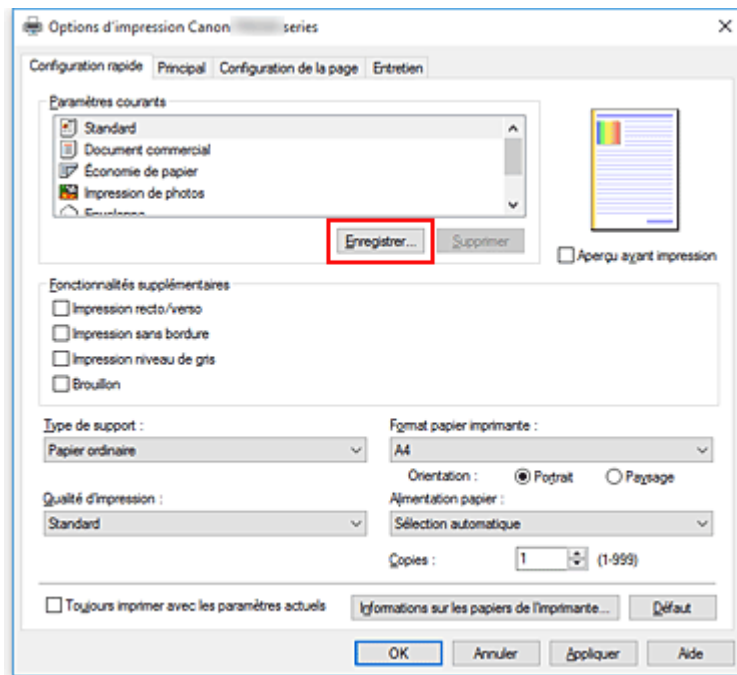 Options d'impression Canon series
Configuration rapide Principal Configuration de la page Entretien
Paramètres courants
Standard
Document commercial
Économie de papier
Impression de photos
Enregistrer... Supprimer
Aperçu avant impression
Fonctionnalités supplémentaires
Impression recto/verso
Impression sans bordure
Impression niveau de gris
Brouillon
Type de support : Format papier imprimante :
Papier ordinaire A4
Orientation : Portrait Paysage
Qualité d'impression : Alimentation papier :
Standard Sélection automatique
Copies : 1 (1-999)
Toujours imprimer avec les paramètres actuels Informations sur les papiers de l'imprimante... Défaut
OK Annuler Appliquer Aide